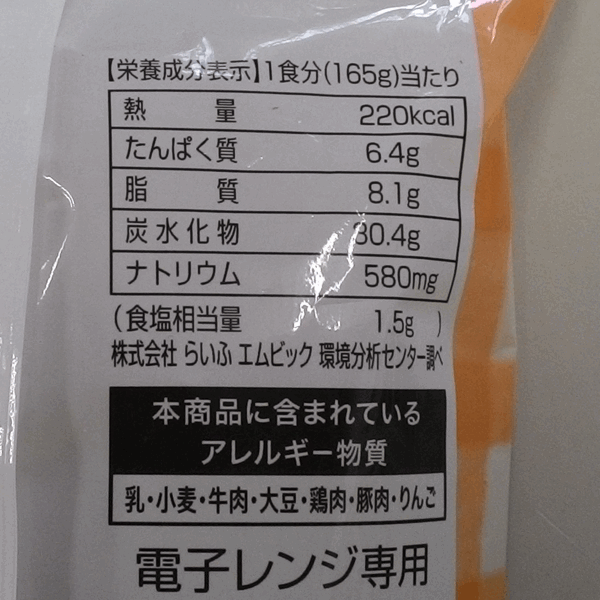 【栄養成分表示】1食分(165g)当たり
熱量 220kcal
たんぱく質 6.4g
脂質 8.1g
炭水化物 30.4g
ナトリウム 580mg
(食塩相当量 1.5g )
株式会社 らいふ エムピック 環境分析センター調べ
本商品に含まれている
アレルギー物質
乳・小麦・牛肉・大豆・鶏肉・豚肉・りんご
電子レンジ専用